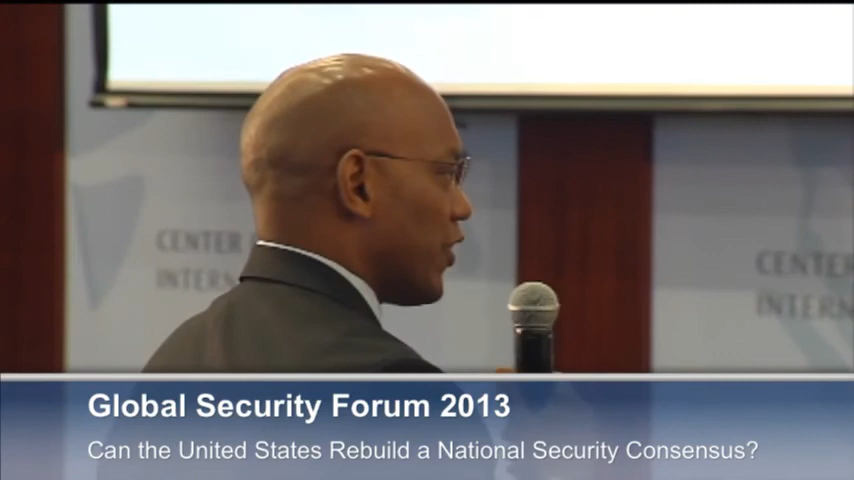 CENTER
INTERN
CENTER
INTERN
Global Security Forum 2013
Can the United States Rebuild a National Security Consensus?